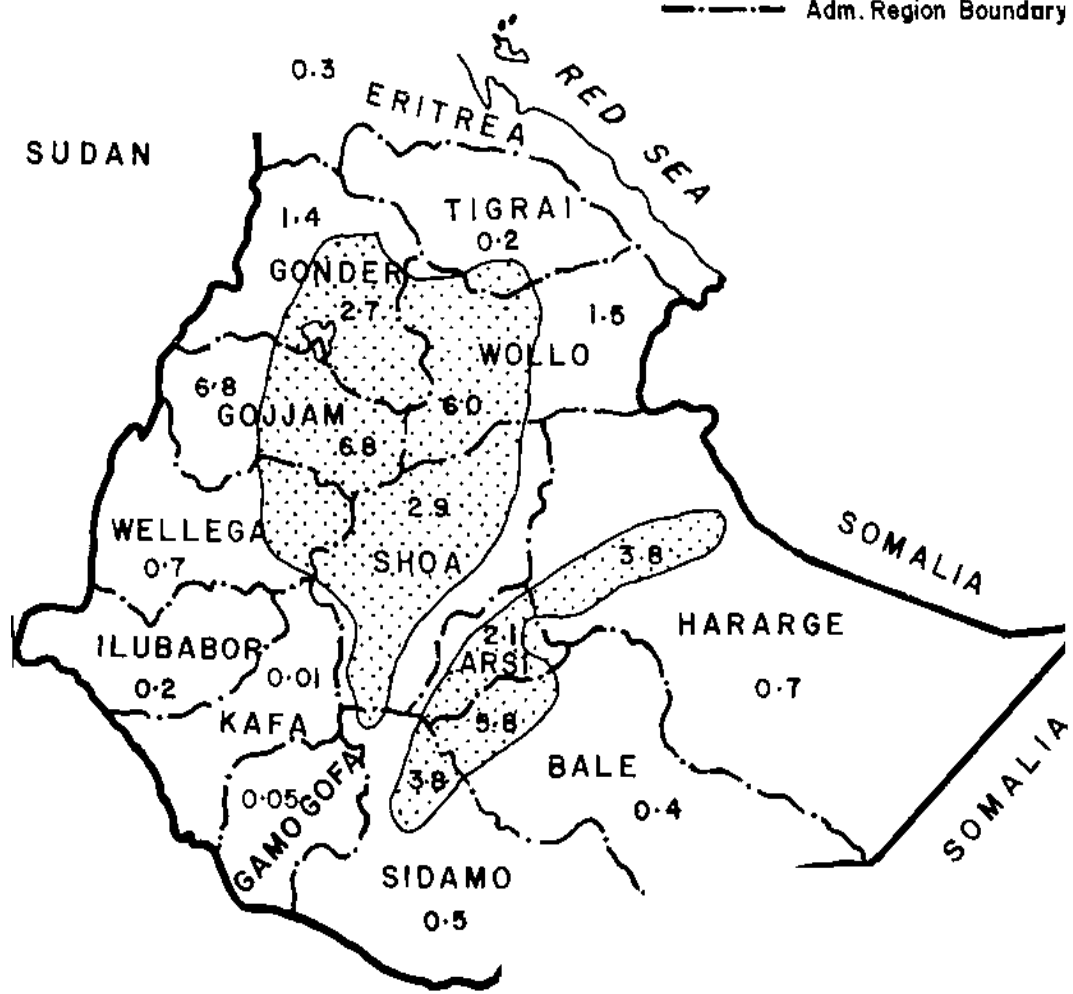 Adm. Region Boundary
0.3
ERITREA
RED SEA
SUDAN
1.4
TIGRAI
0.2
GONDER
2.7
1.5
WOLLO
6.8
GOJJAM
6.0
6.8
2.9
WELLEGA
0.7
SHOA
3.8
SOMALIA
ILUBABOR
0.2
0.01
2.1
ARSI
HARARGE
0.7
KAFA
5.8
3.8
BALE
0.4
0.05
GAMO GOFA
SOMALIA
SIDAMO
0.5